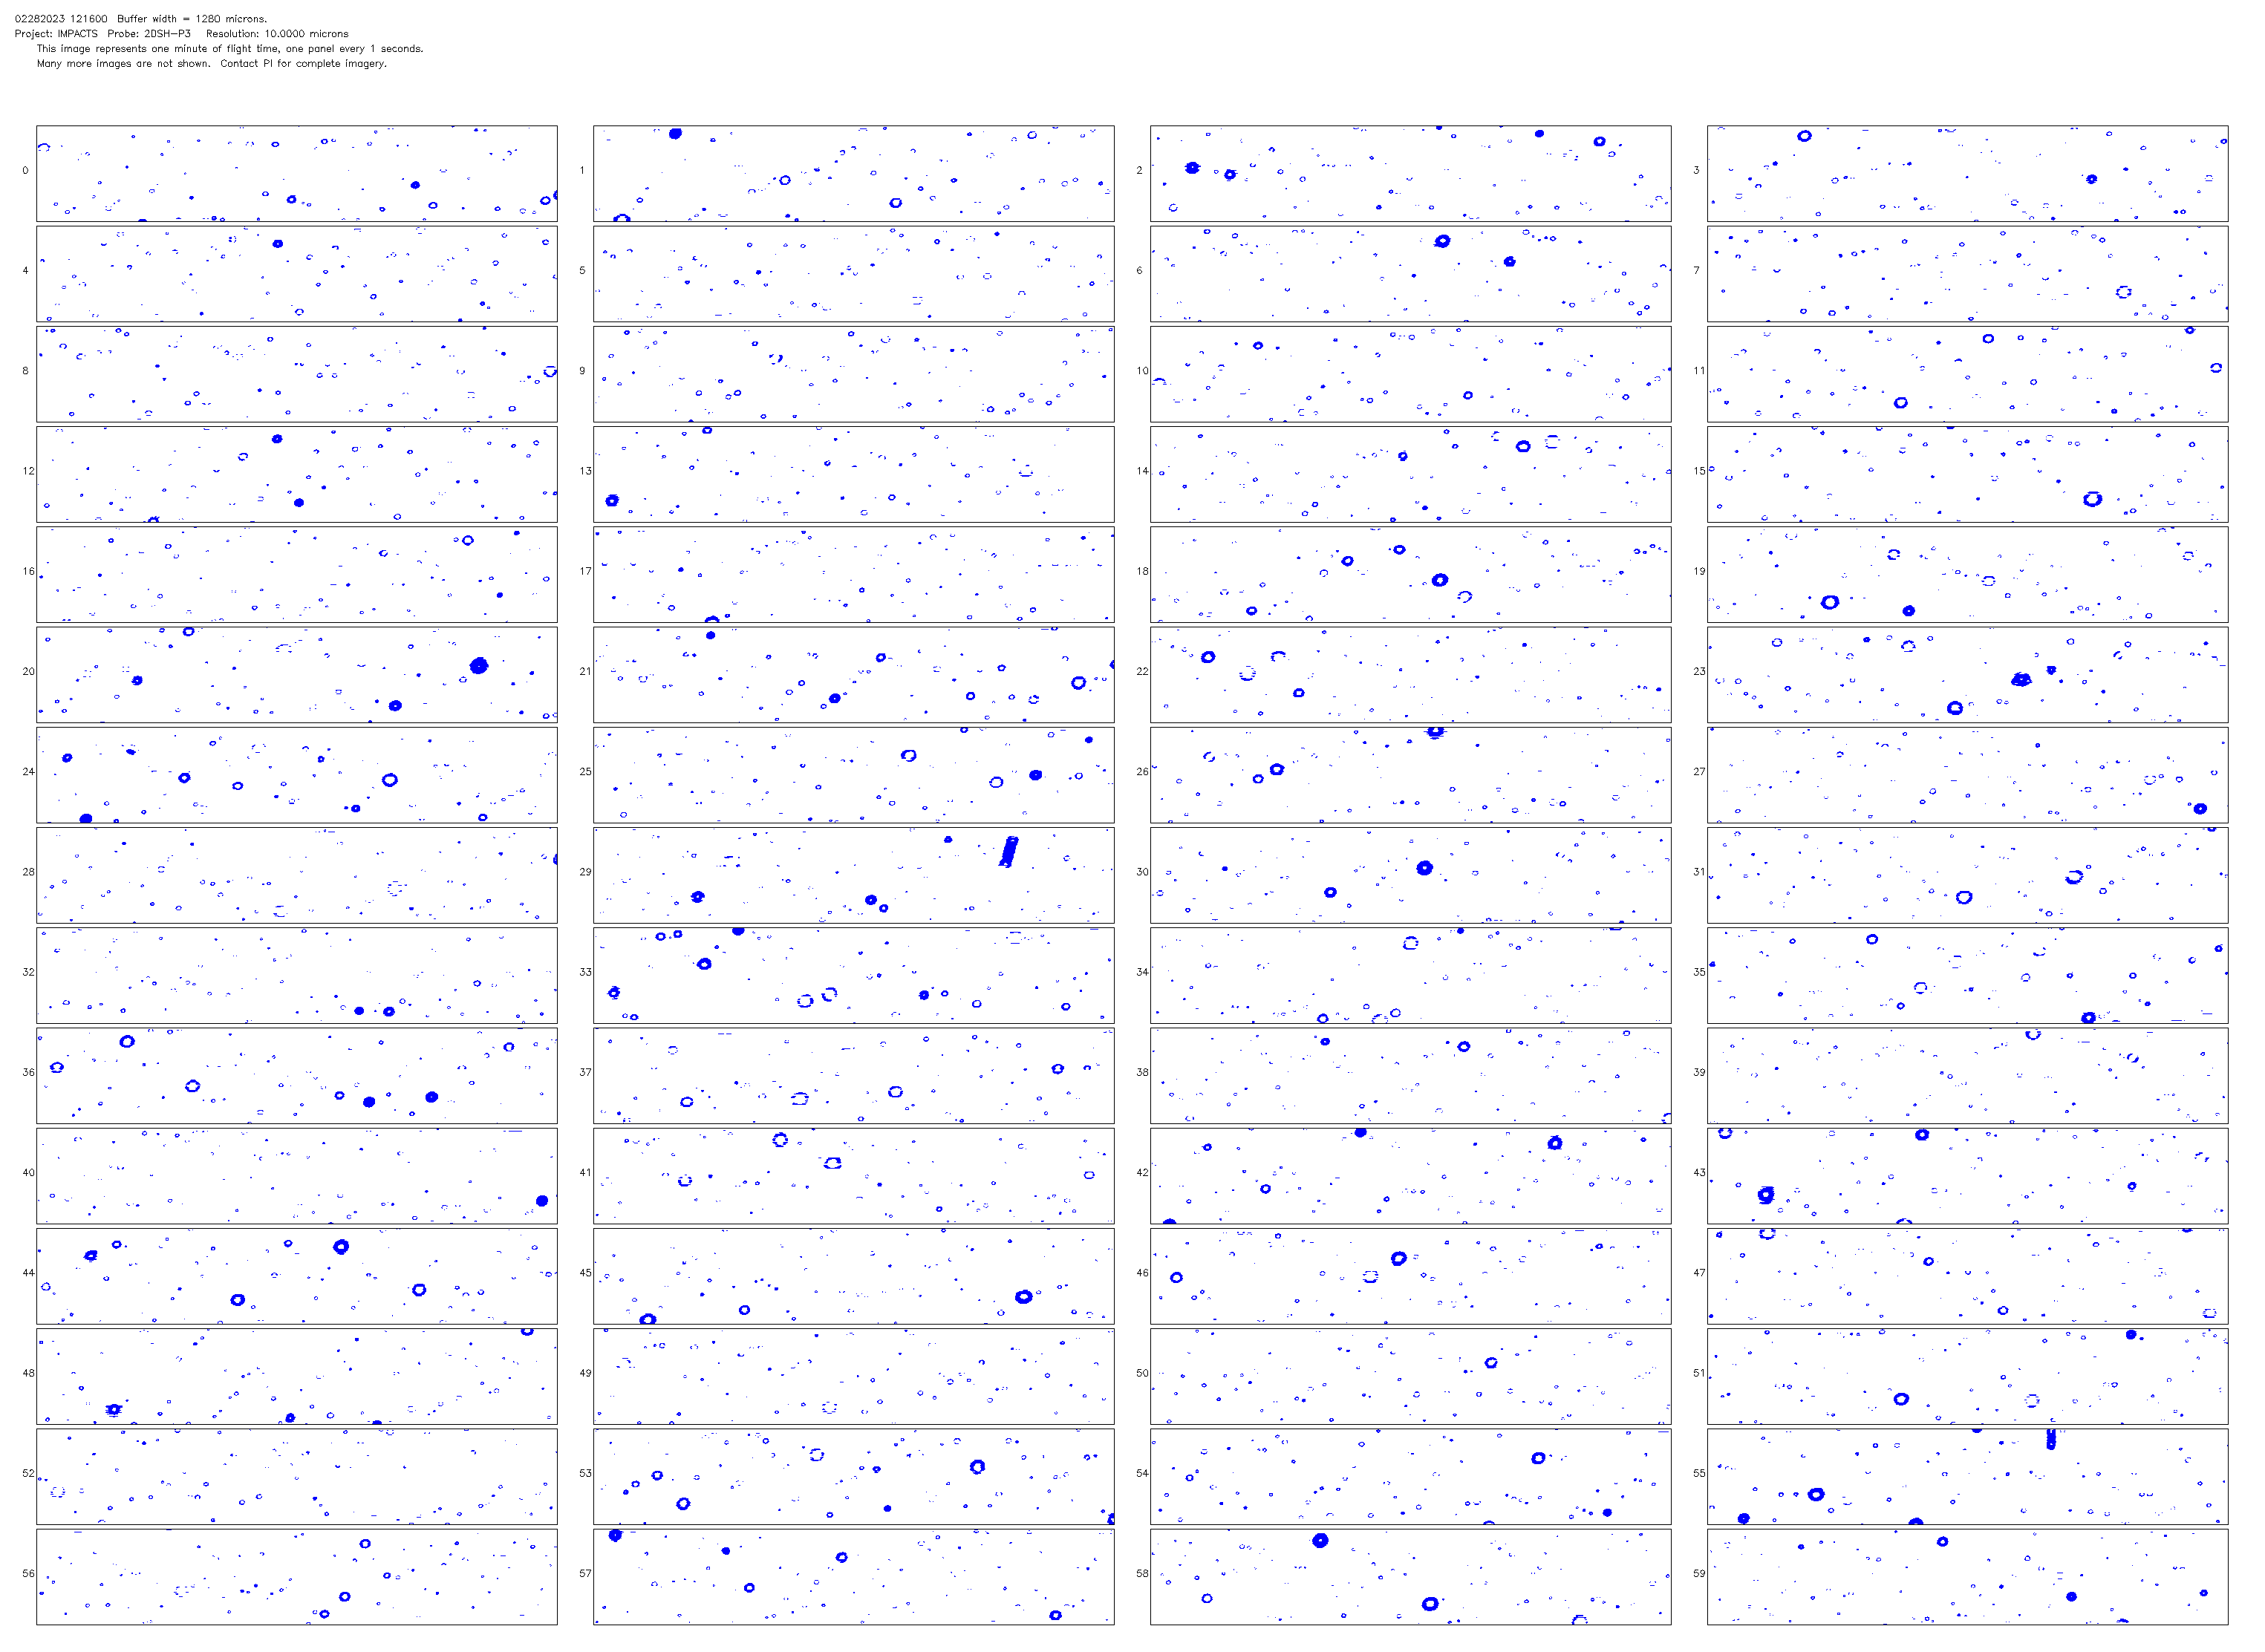 02282023 121600 Buffer width = 1280 microns.
Project: IMPACTS Probe: 2DSH-P3 Resolution: 10.0000 microns
This image represents one minute of flight time, one panel every 1 seconds.
Many more images are not shown. Contact PI for complete imagery.
0 1 2 3
4 5 6 7
8 9 10 11
12 13 14 15
16 17 18 19
20 21 22 23
24 25 26 27
28 29 30 31
32 33 34 35
36 37 38 39
40 41 42 43
44 45 46 47
48 49 50 51
52 53 54 55
56 57 58 59